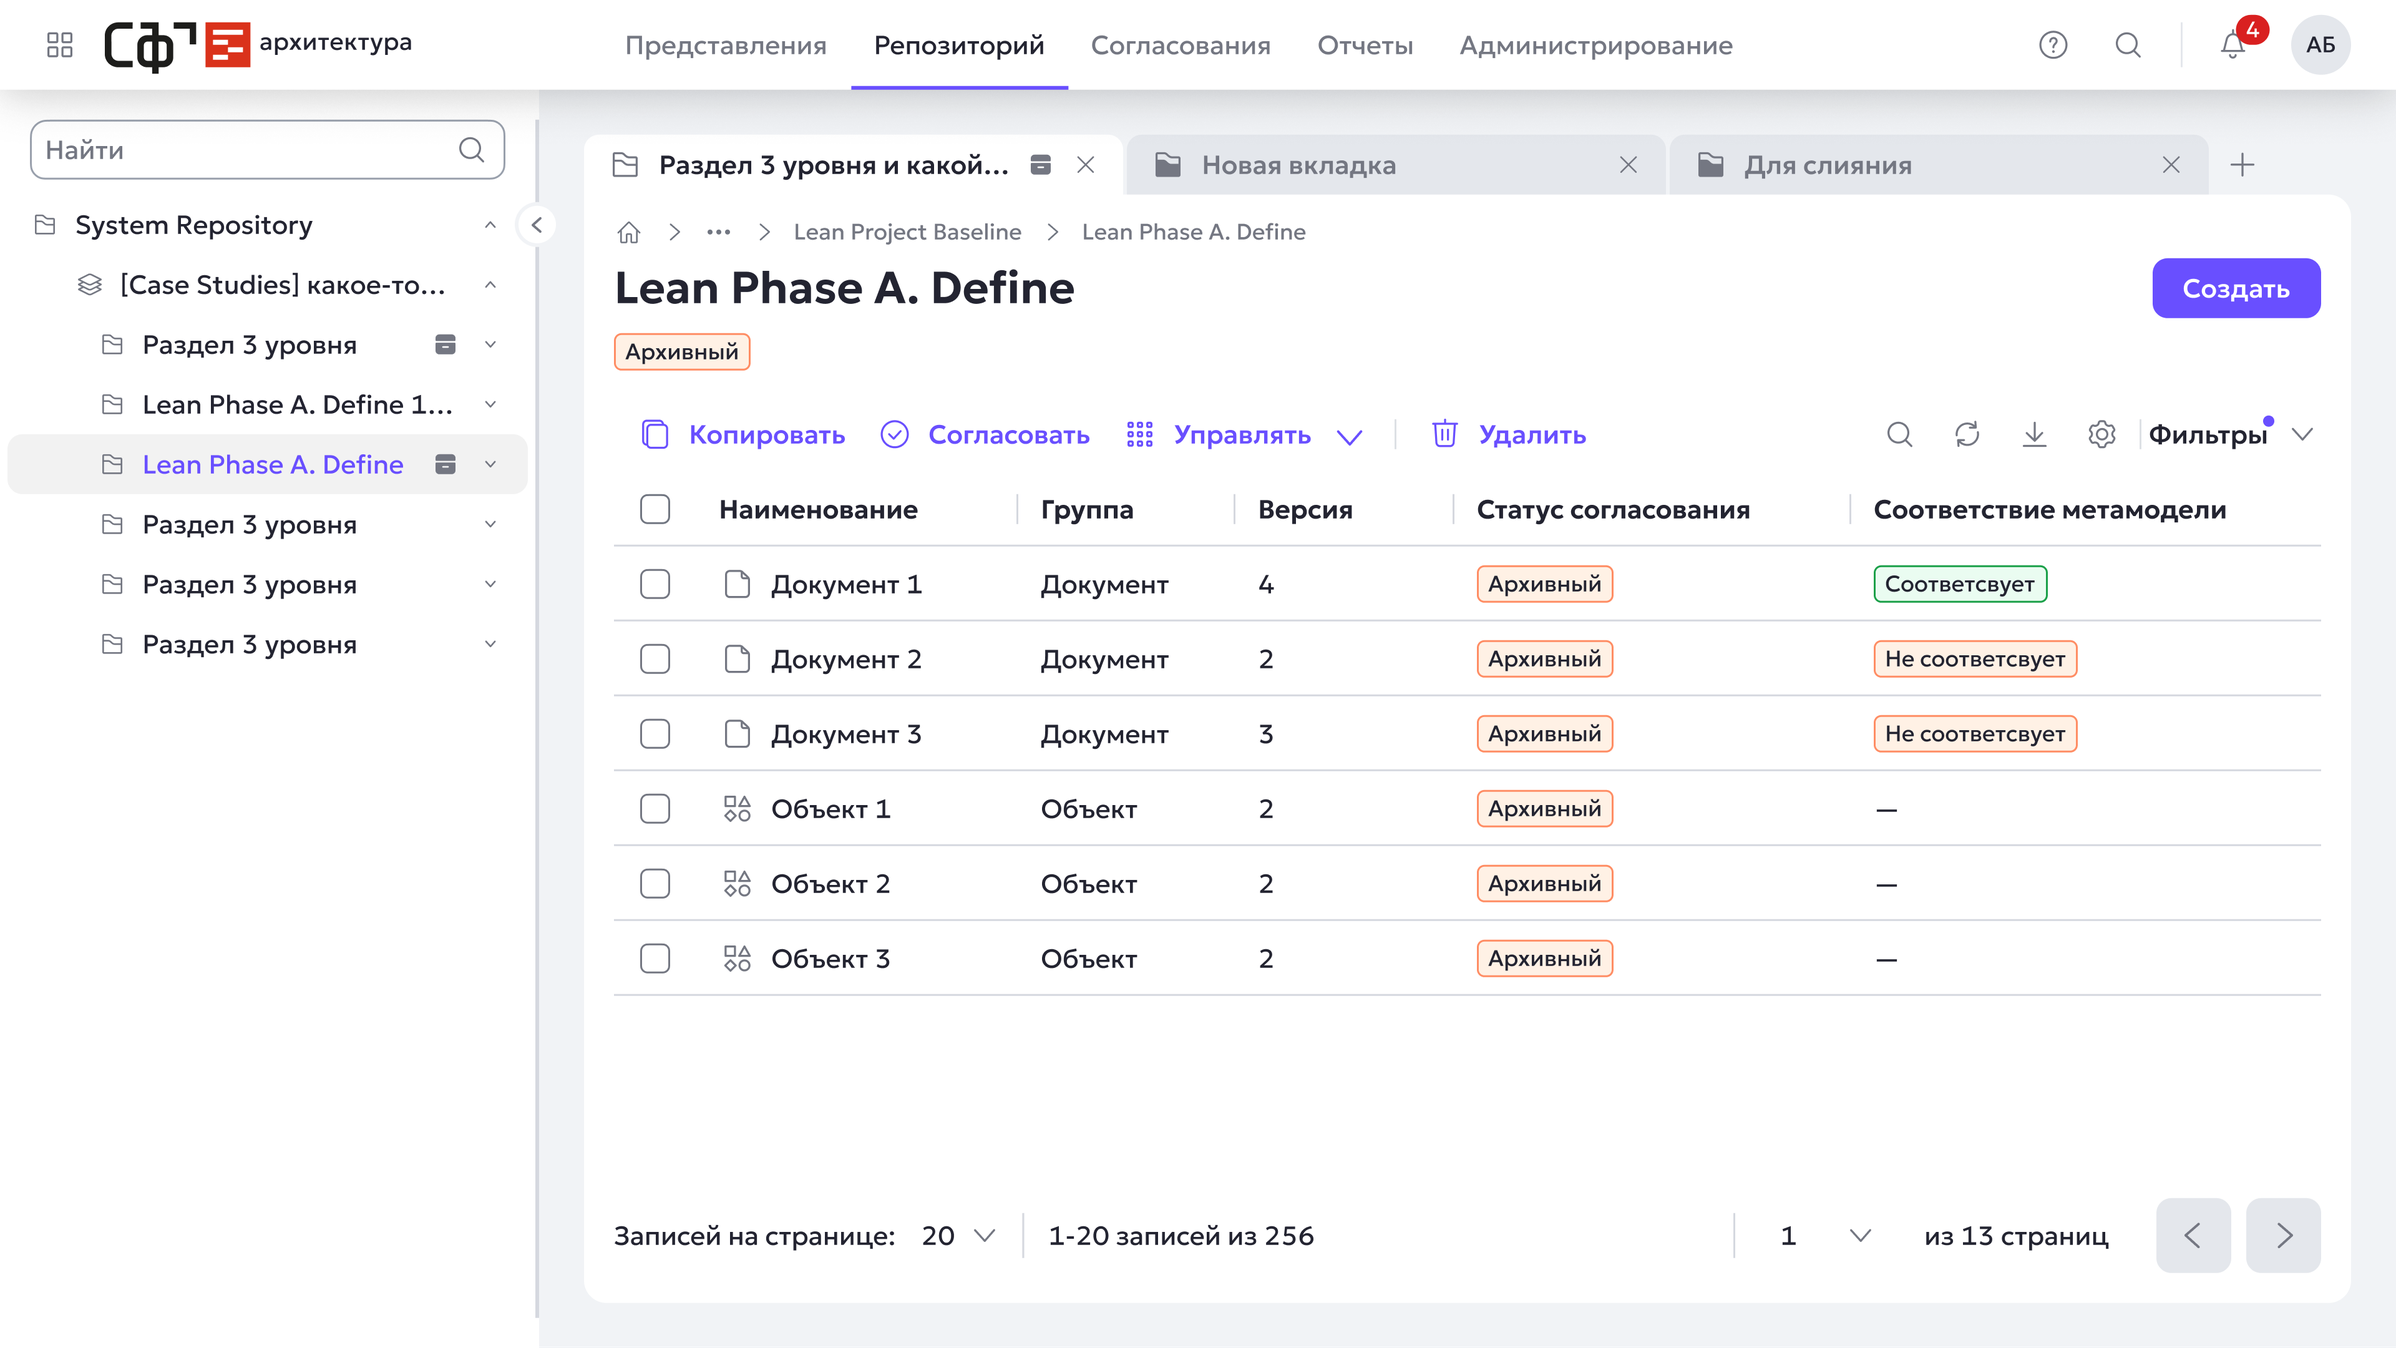 СФЕРА архитектура
Представления Репозиторий Согласования Отчеты Администрирование
4
АБ
Найти
System Repository
[Case Studies] какое-то...
Раздел 3 уровня
Lean Phase A. Define 1...
Lean Phase A. Define
Раздел 3 уровня
Раздел 3 уровня
Раздел 3 уровня
Раздел 3 уровня и какой...
Новая вкладка
Для слияния
Lean Project Baseline
Lean Phase A. Define
Lean Phase A. Define
Создать
Архивный
Копировать Согласовать Управлять Удалить Фильтры
Наименование Группа Версия Статус согласования Соответствие метамодели
Документ 1 Документ 4 Архивный Соответсвует
Документ 2 Документ 2 Архивный Не соответсвует
Документ 3 Документ 3 Архивный Не соответсвует
Объект 1 Объект 2 Архивный —
Объект 2 Объект 2 Архивный —
Объект 3 Объект 2 Архивный —
Записей на странице: 20 1-20 записей из 256 1 из 13 страниц